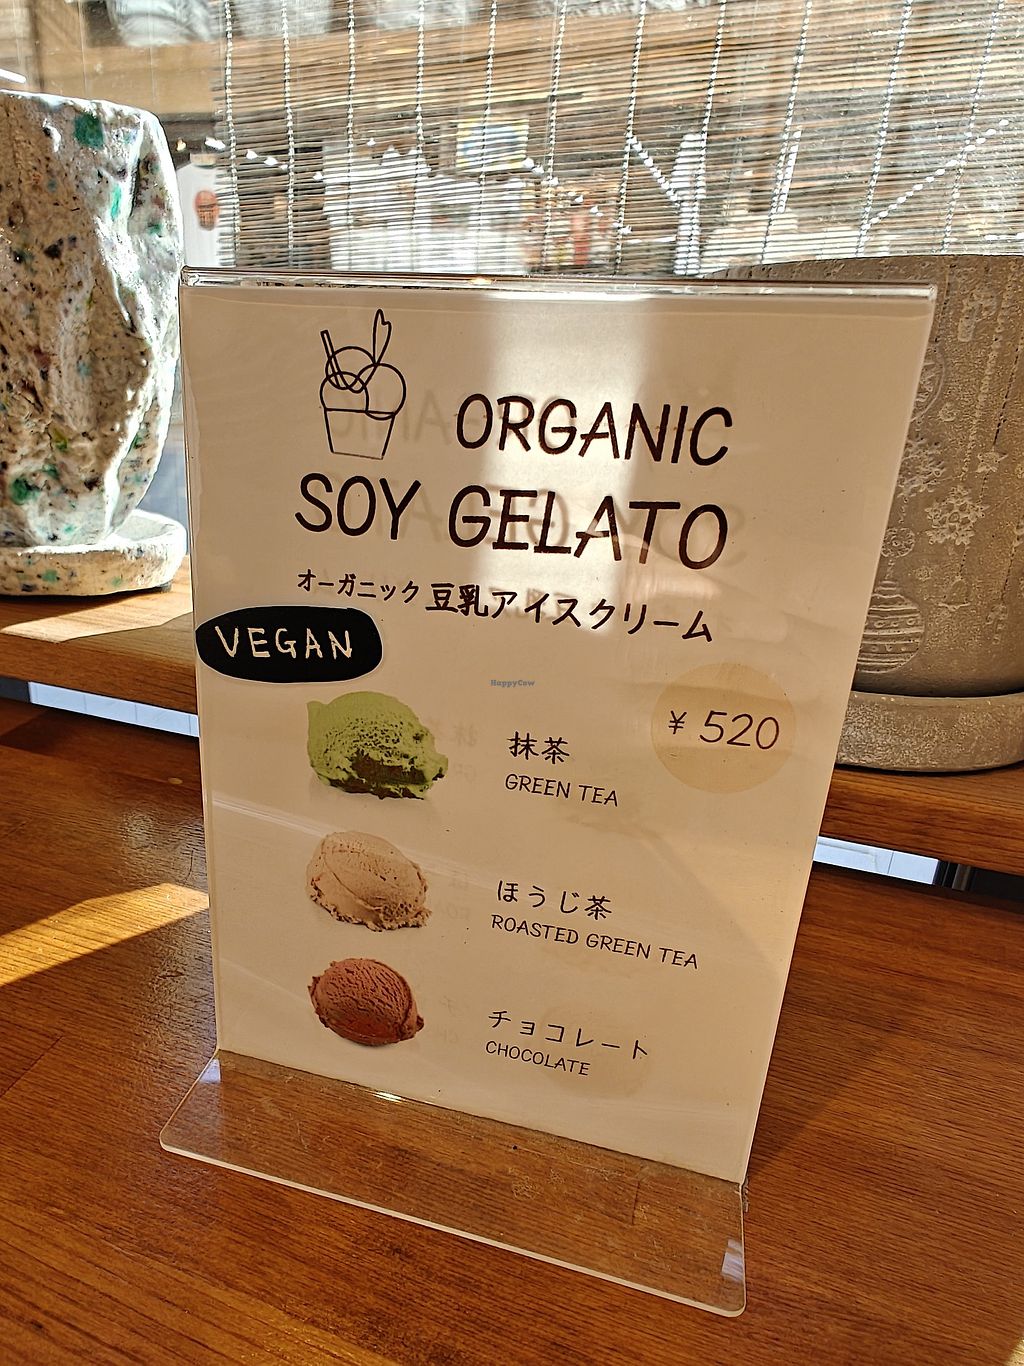 ORGANIC
SOY GELATO
オーガニック 豆乳アイスクリーム
VEGAN
HappyCow
¥ 520
抹茶
GREEN TEA
ほうじ茶
ROASTED GREEN TEA
チョコレート
CHOCOLATE